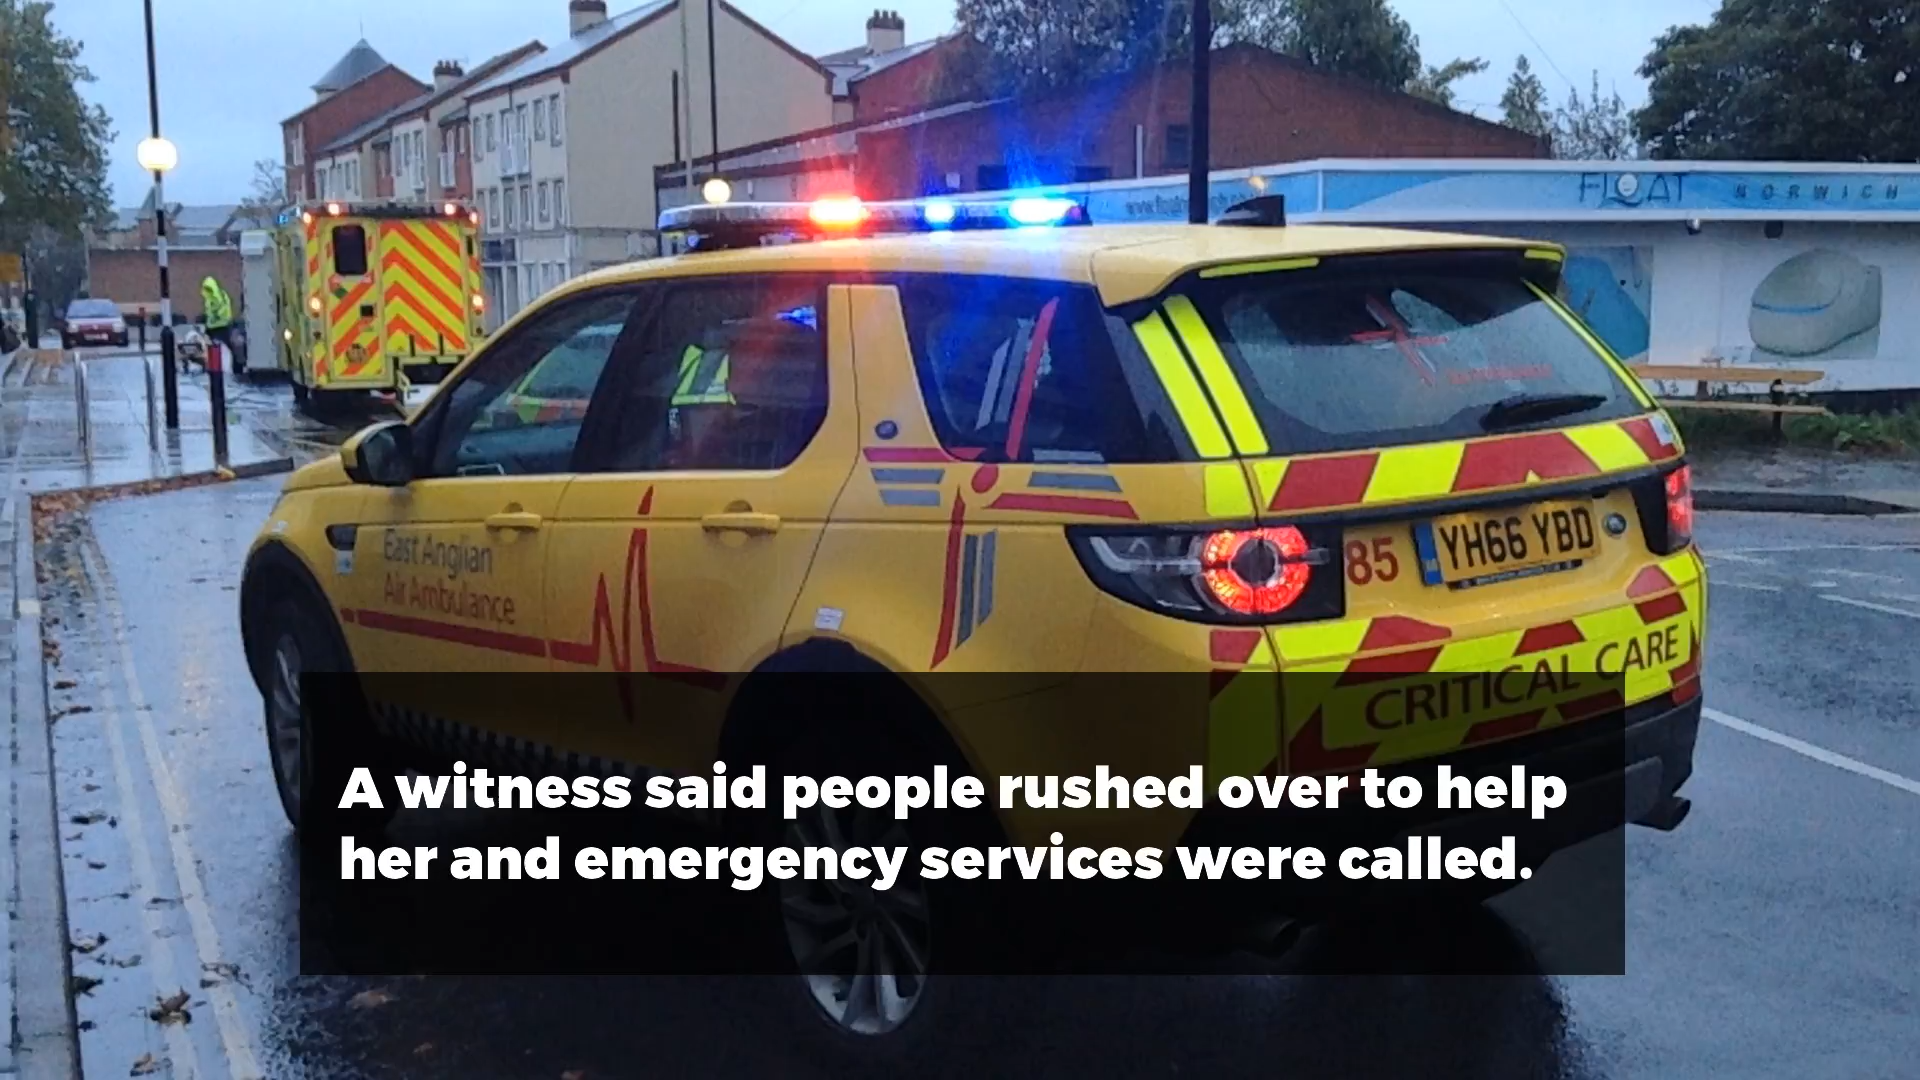 FLOAT NORWICH
East Anglian
Air Ambulance
85
YH66 YBD
CRITICAL CARE
A witness said people rushed over to help
her and emergency services were called.